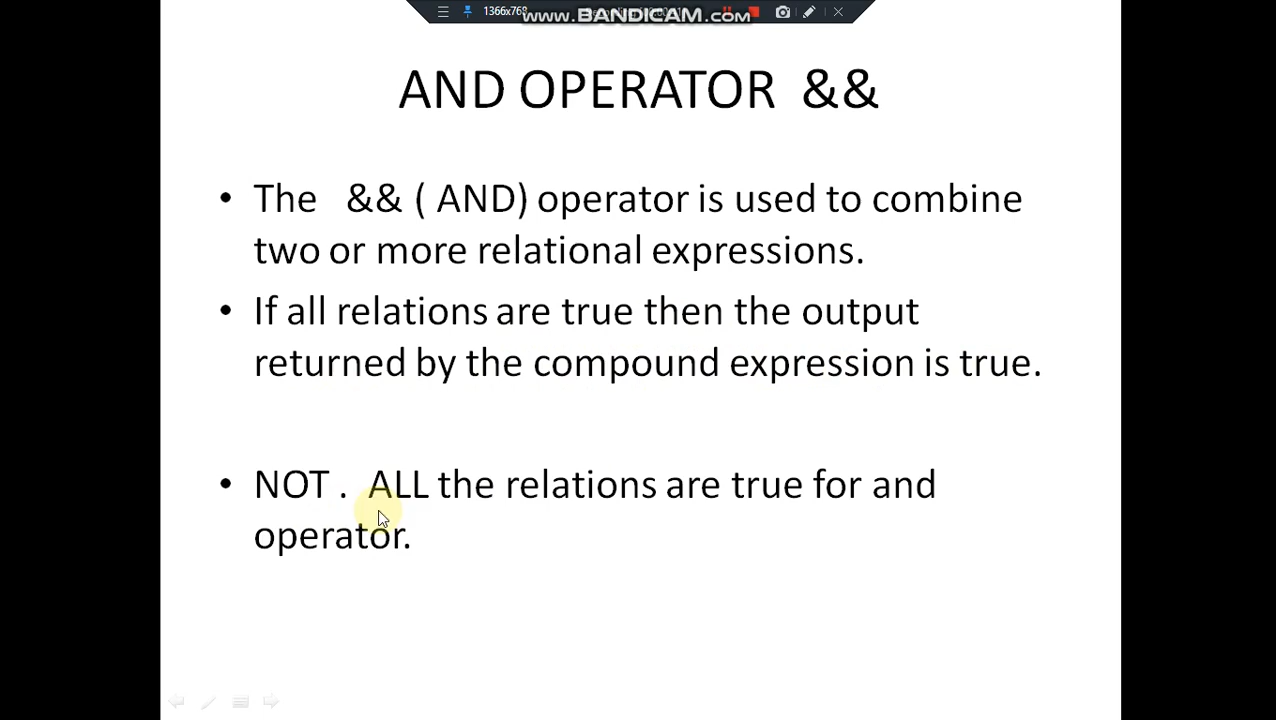 1366x768
www.BANDICAM.com
AND OPERATOR &&
• The && ( AND) operator is used to combine
two or more relational expressions.
• If all relations are true then the output
returned by the compound expression is true.
• NOT . ALL the relations are true for and
operator.